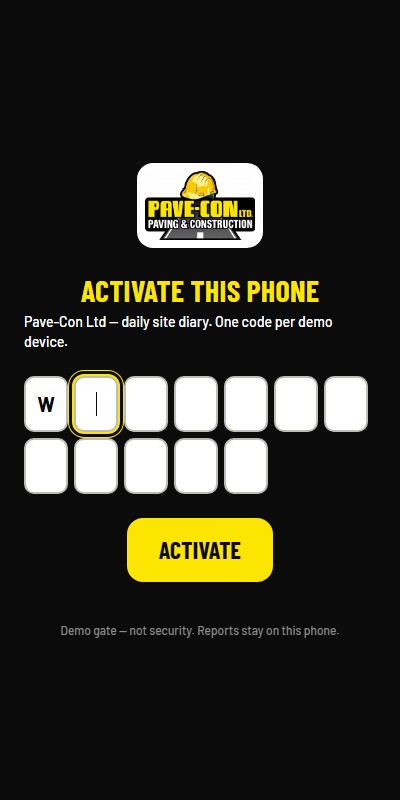 PAVE-CON LTD.
PAVING & CONSTRUCTION
ACTIVATE THIS PHONE
Pave-Con Ltd – daily site diary. One code per demo
device.
W
ACTIVATE
Demo gate – not security. Reports stay on this phone.